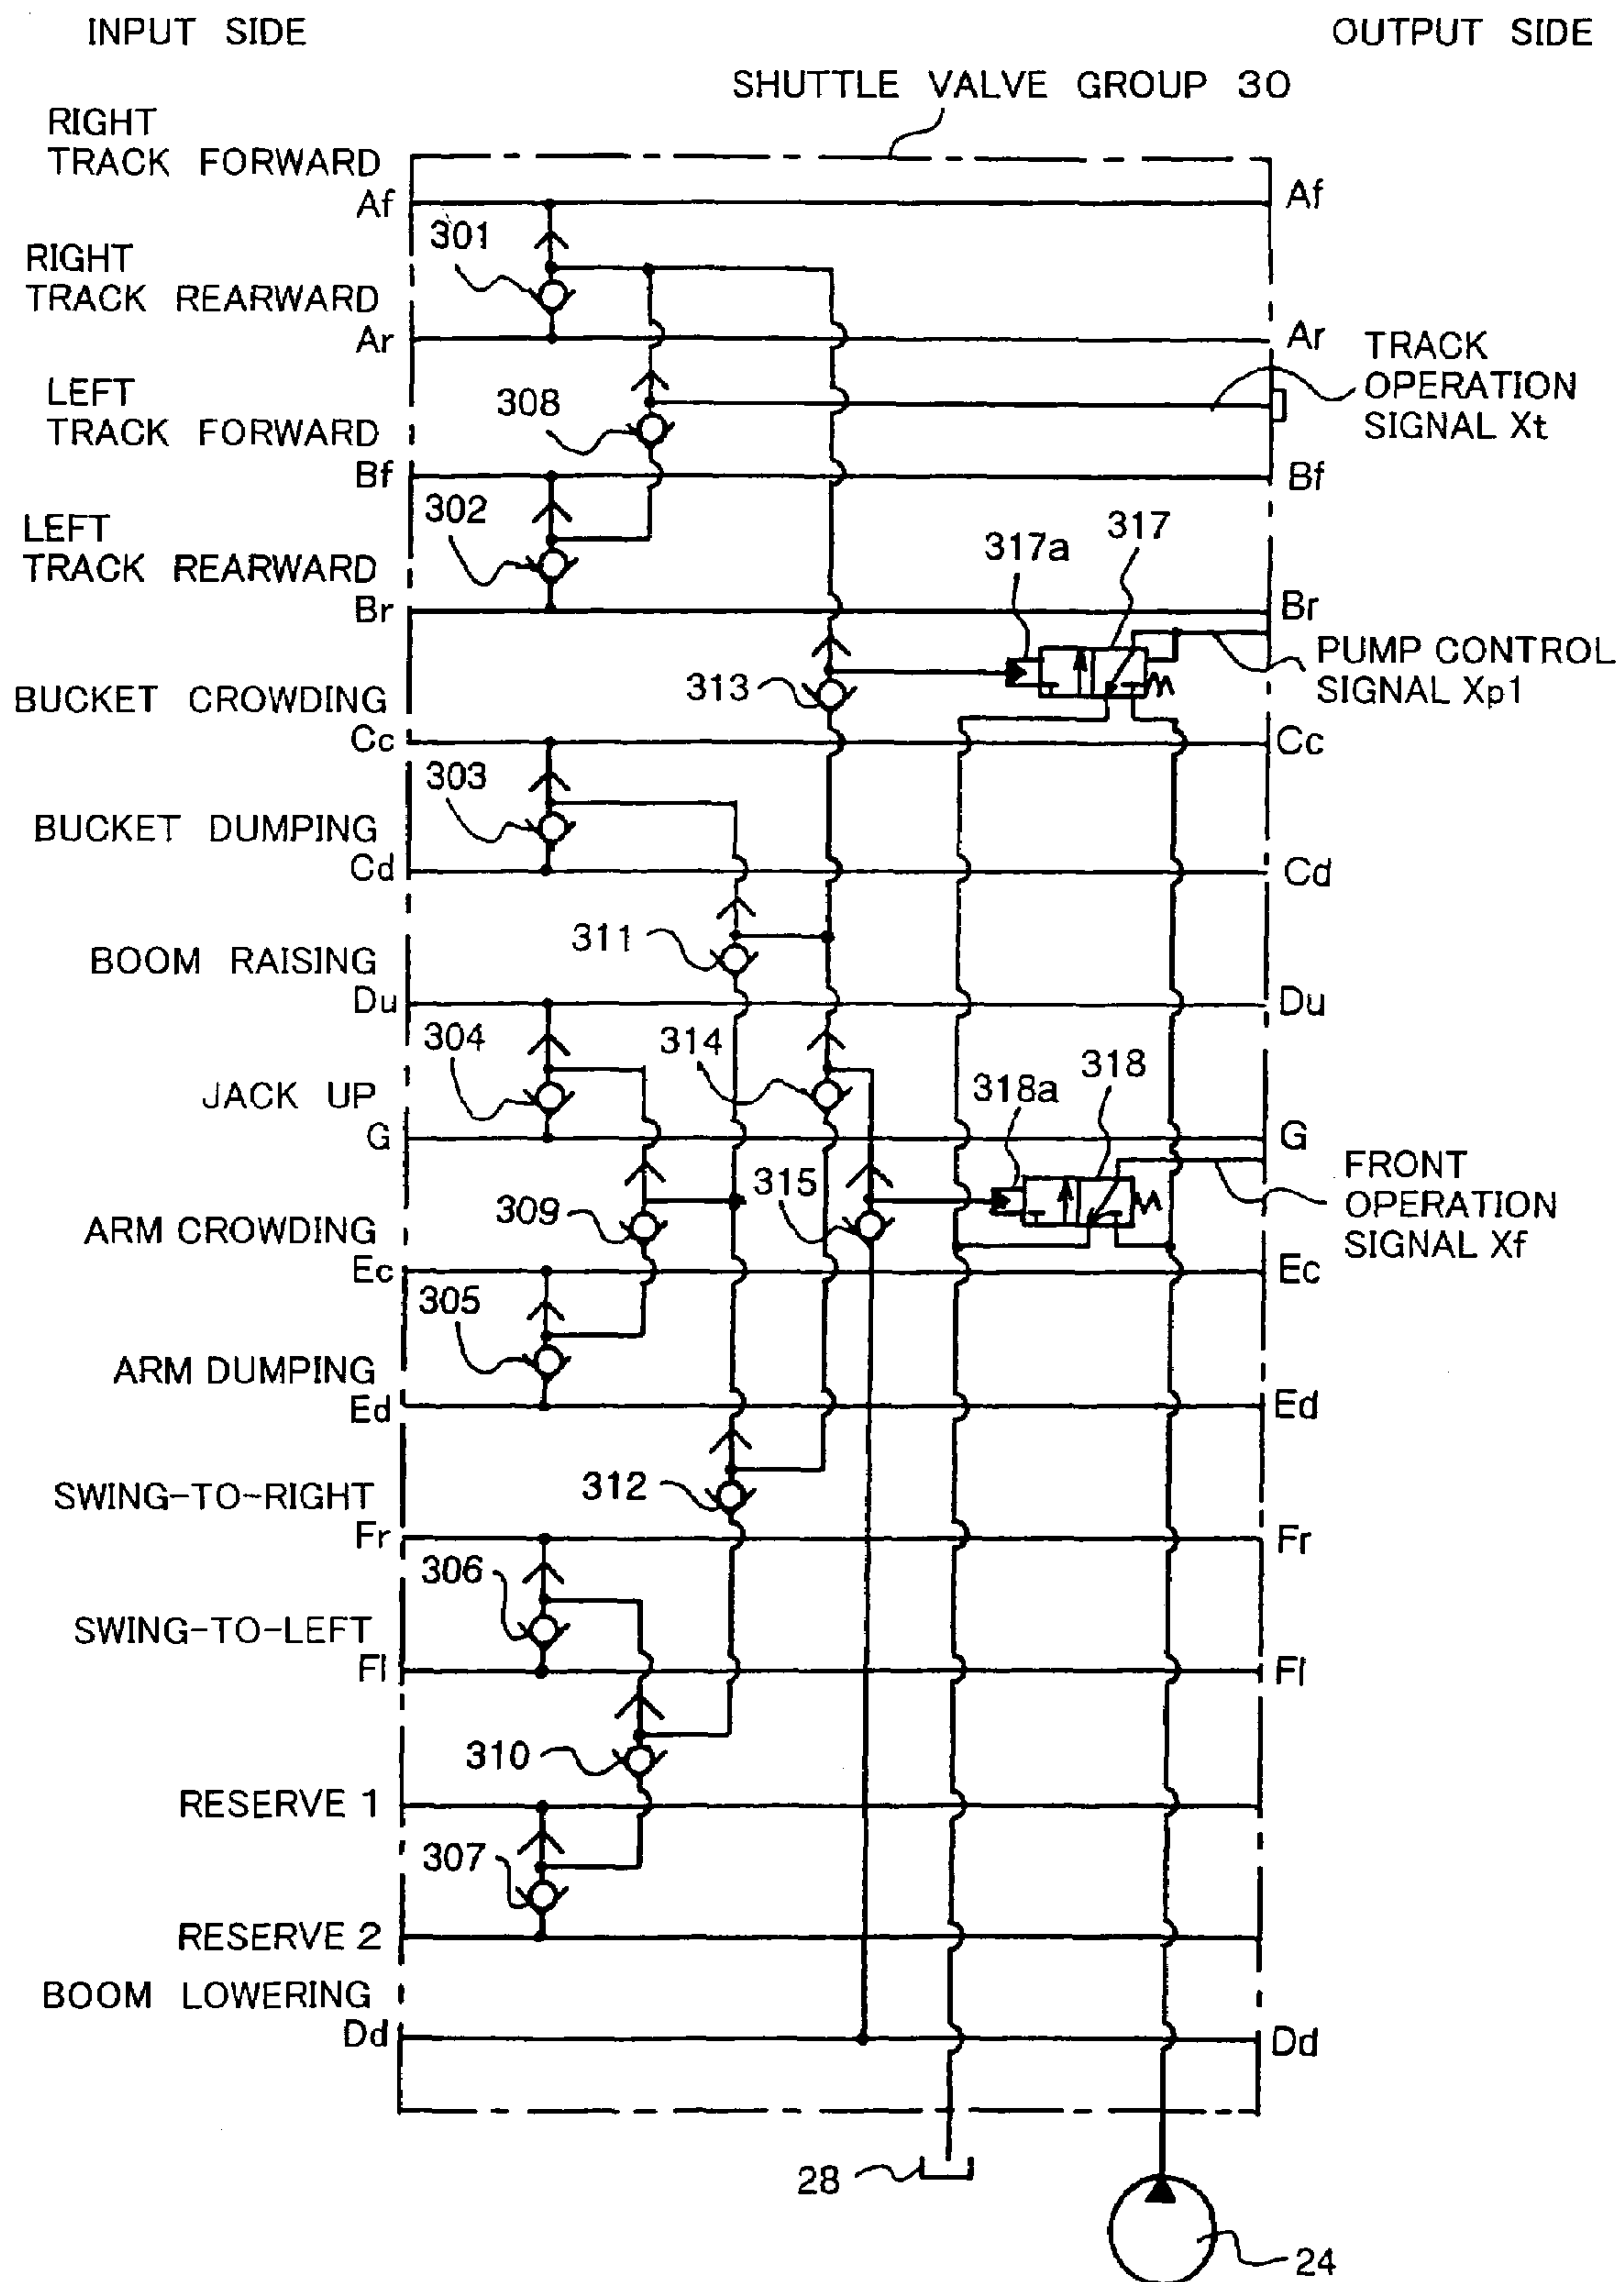 INPUT SIDE
OUTPUT SIDE
SHUTTLE VALVE GROUP 30
RIGHT
TRACK FORWARD
Af
Af
301
RIGHT
TRACK REARWARD
Ar
Ar
TRACK
OPERATION
SIGNAL Xt
LEFT
TRACK FORWARD
308
Bf
Bf
302
LEFT
TRACK REARWARD
317a
317
Br
Br
PUMP CONTROL
SIGNAL Xp1
313
BUCKET CROWDING
Cc
Cc
303
BUCKET DUMPING
Cd
Cd
311
BOOM RAISING
Du
Du
304
314
318a
318
JACK UP
G
G
FRONT
OPERATION
SIGNAL Xf
309
315
ARM CROWDING
Ec
Ec
305
ARM DUMPING
Ed
Ed
312
SWING-TO-RIGHT
Fr
Fr
306
SWING-TO-LEFT
Fl
Fl
310
RESERVE 1
307
RESERVE 2
BOOM LOWERING
Dd
Dd
28
24